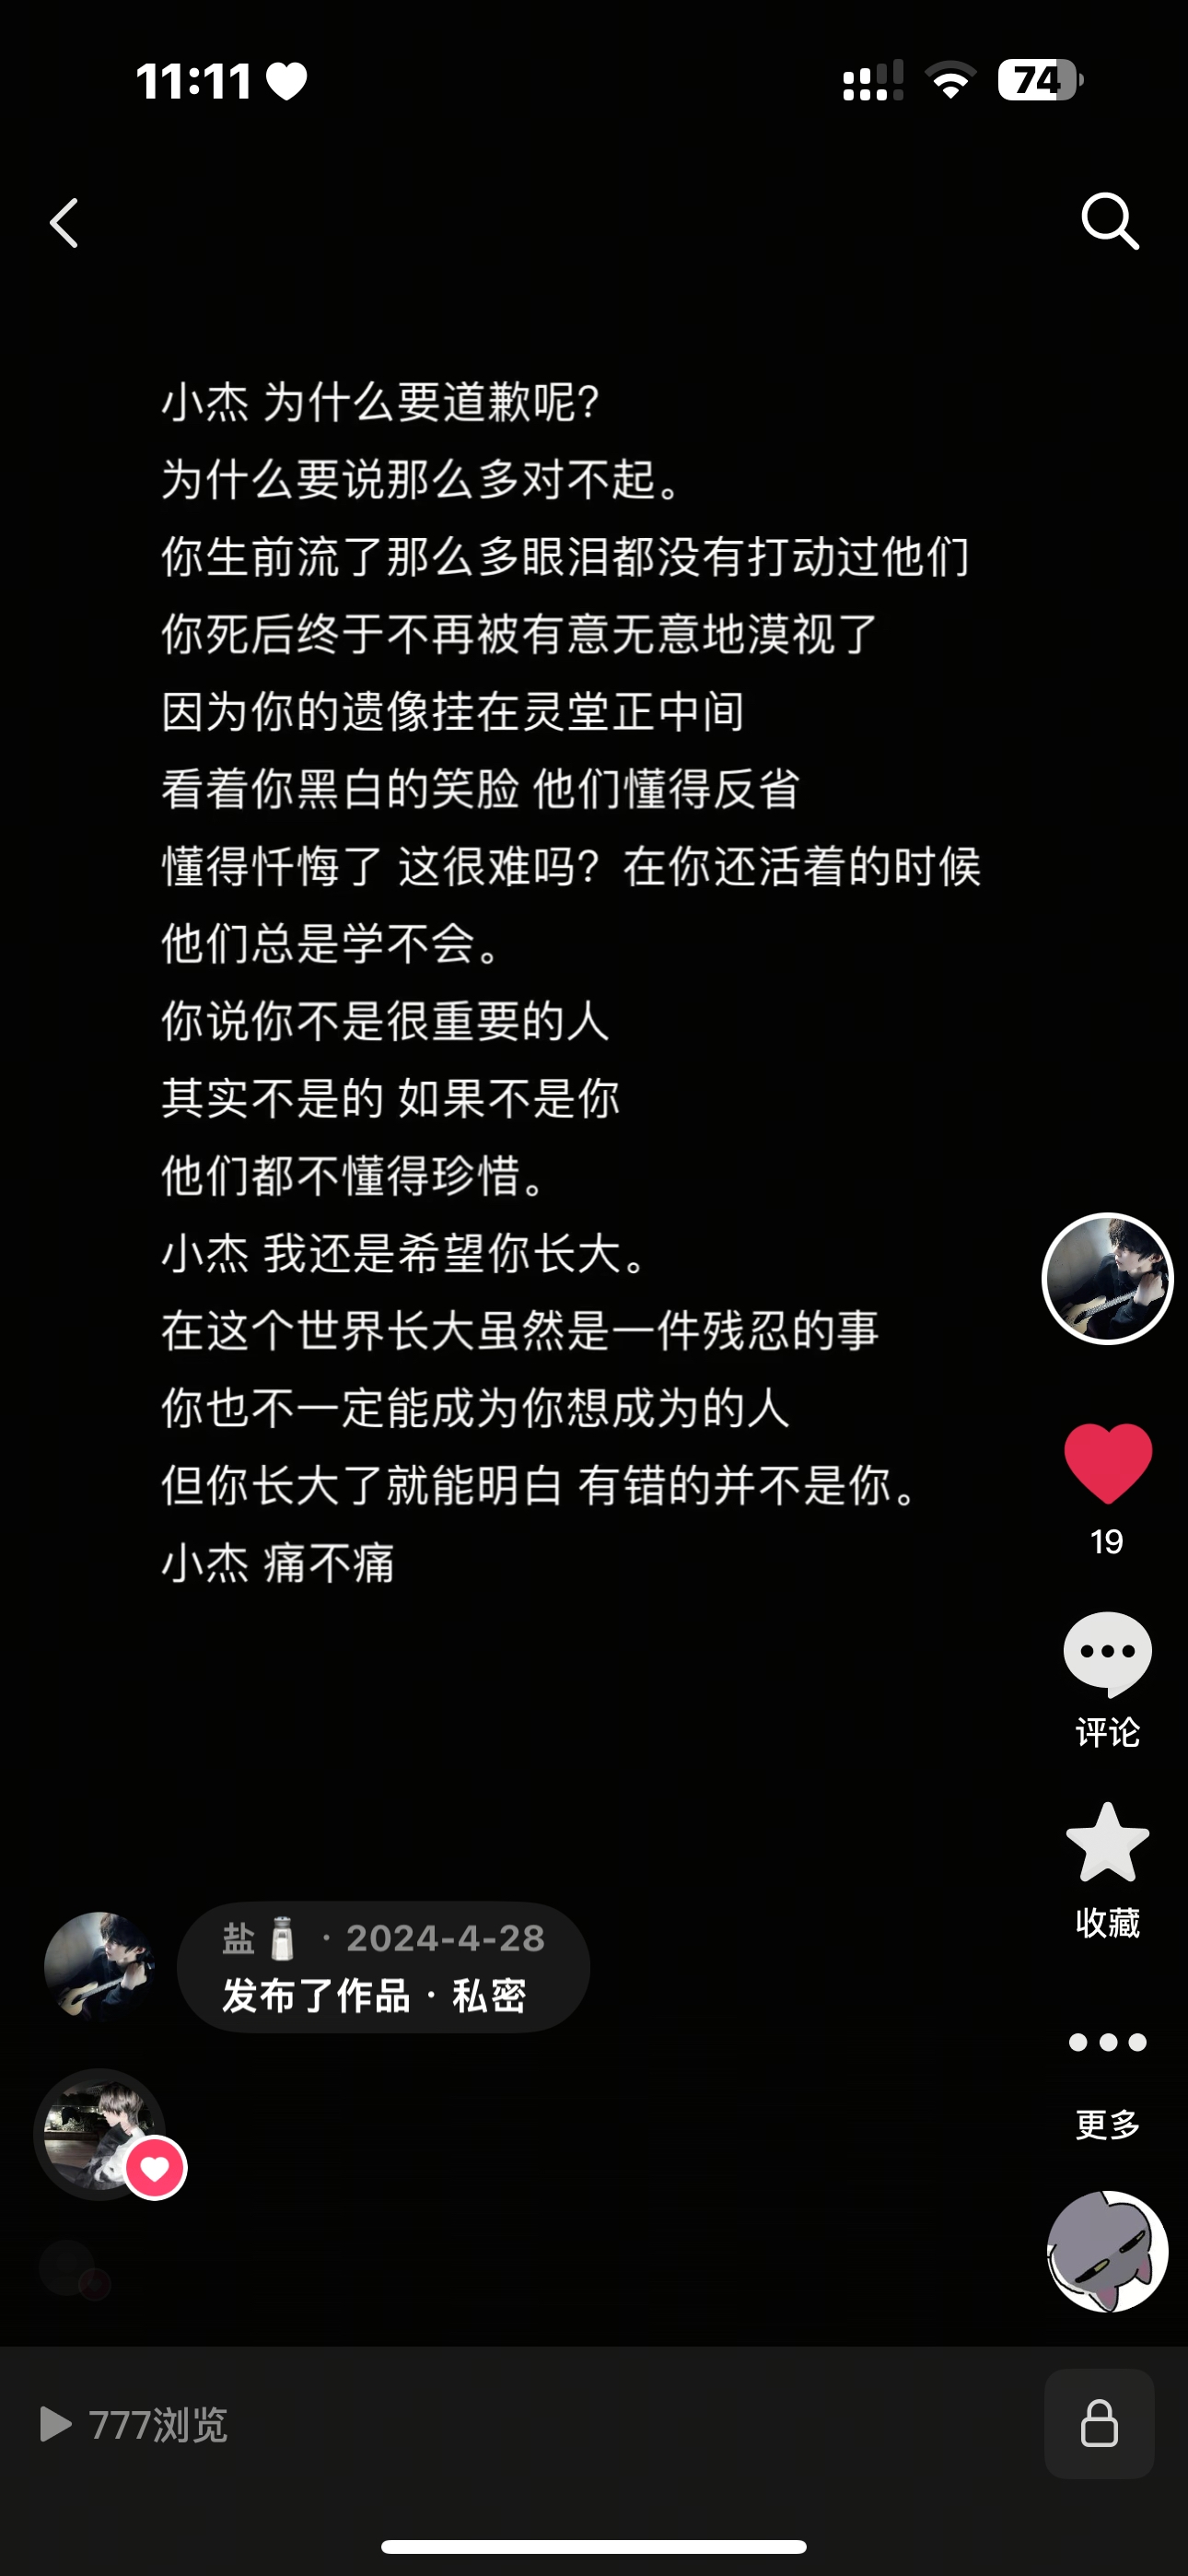 11:11
74
小杰 为什么要道歉呢?
为什么要说那么多对不起。
你生前流了那么多眼泪都没有打动过他们
你死后终于不再被有意无意地漠视了
因为你的遗像挂在灵堂正中间
看着你黑白的笑脸 他们懂得反省
懂得忏悔了 这很难吗？在你还活着的时候
他们总是学不会。
你说你不是很重要的人
其实不是的 如果不是你
他们都不懂得珍惜。
小杰 我还是希望你长大。
在这个世界长大虽然是一件残忍的事
你也不一定能成为你想成为的人
但你长大了就能明白 有错的并不是你。
小杰 痛不痛
19
评论
收藏
盐🧂 · 2024-4-28
发布了作品 · 私密
更多
777浏览